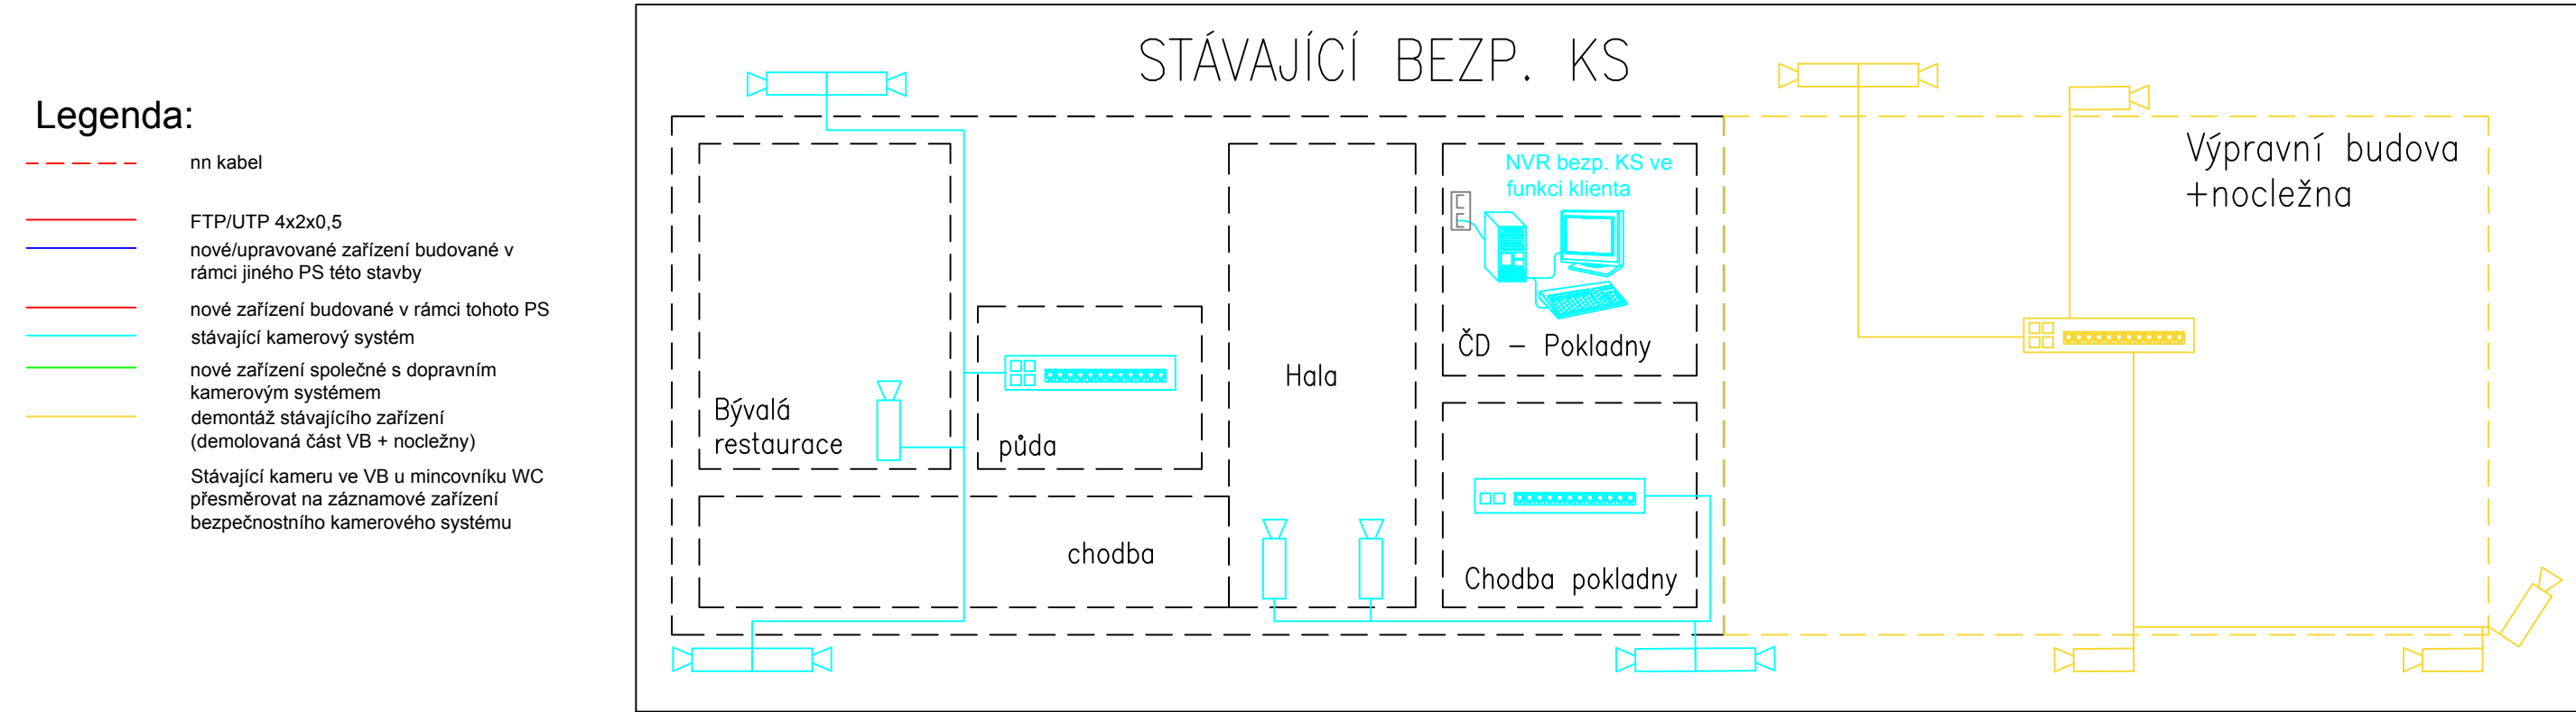 Legenda:
nn kabel
FTP/UTP 4x2x0,5
nové/upravované zařízení budované v
rámci jiného PS této stavby
nové zařízení budované v rámci tohoto PS
stávající kamerový systém
nové zařízení společné s dopravním
kamerovým systémem
demontáž stávajícího zařízení
(demolovaná část VB + nocležny)
Stávající kameru ve VB u mincovníku WC
přesměrovat na záznamové zařízení
bezpečnostního kamerového systému
STÁVAJÍCÍ BEZP. KS
Bývalá
restaurace
půda
chodba
Hala
NVR bezp. KS ve
funkci klienta
ČD – Pokladny
Chodba pokladny
Výpravní budova
+nocležna